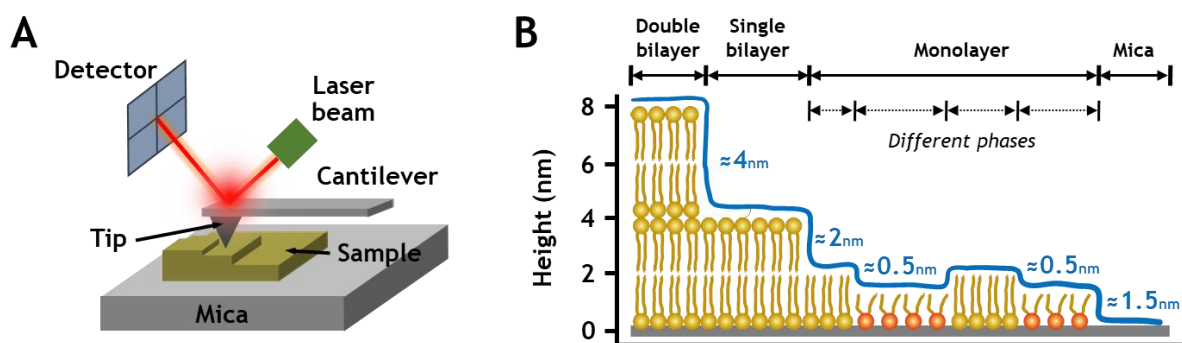 A
Detector
Laser
beam
Cantilever
Tip
Sample
Mica
B
Double
bilayer
Single
bilayer
Monolayer
Mica
Different phases
Height (nm)
8
6
4
2
0
≈4nm
≈2nm
≈0.5nm
≈0.5nm
≈1.5nm